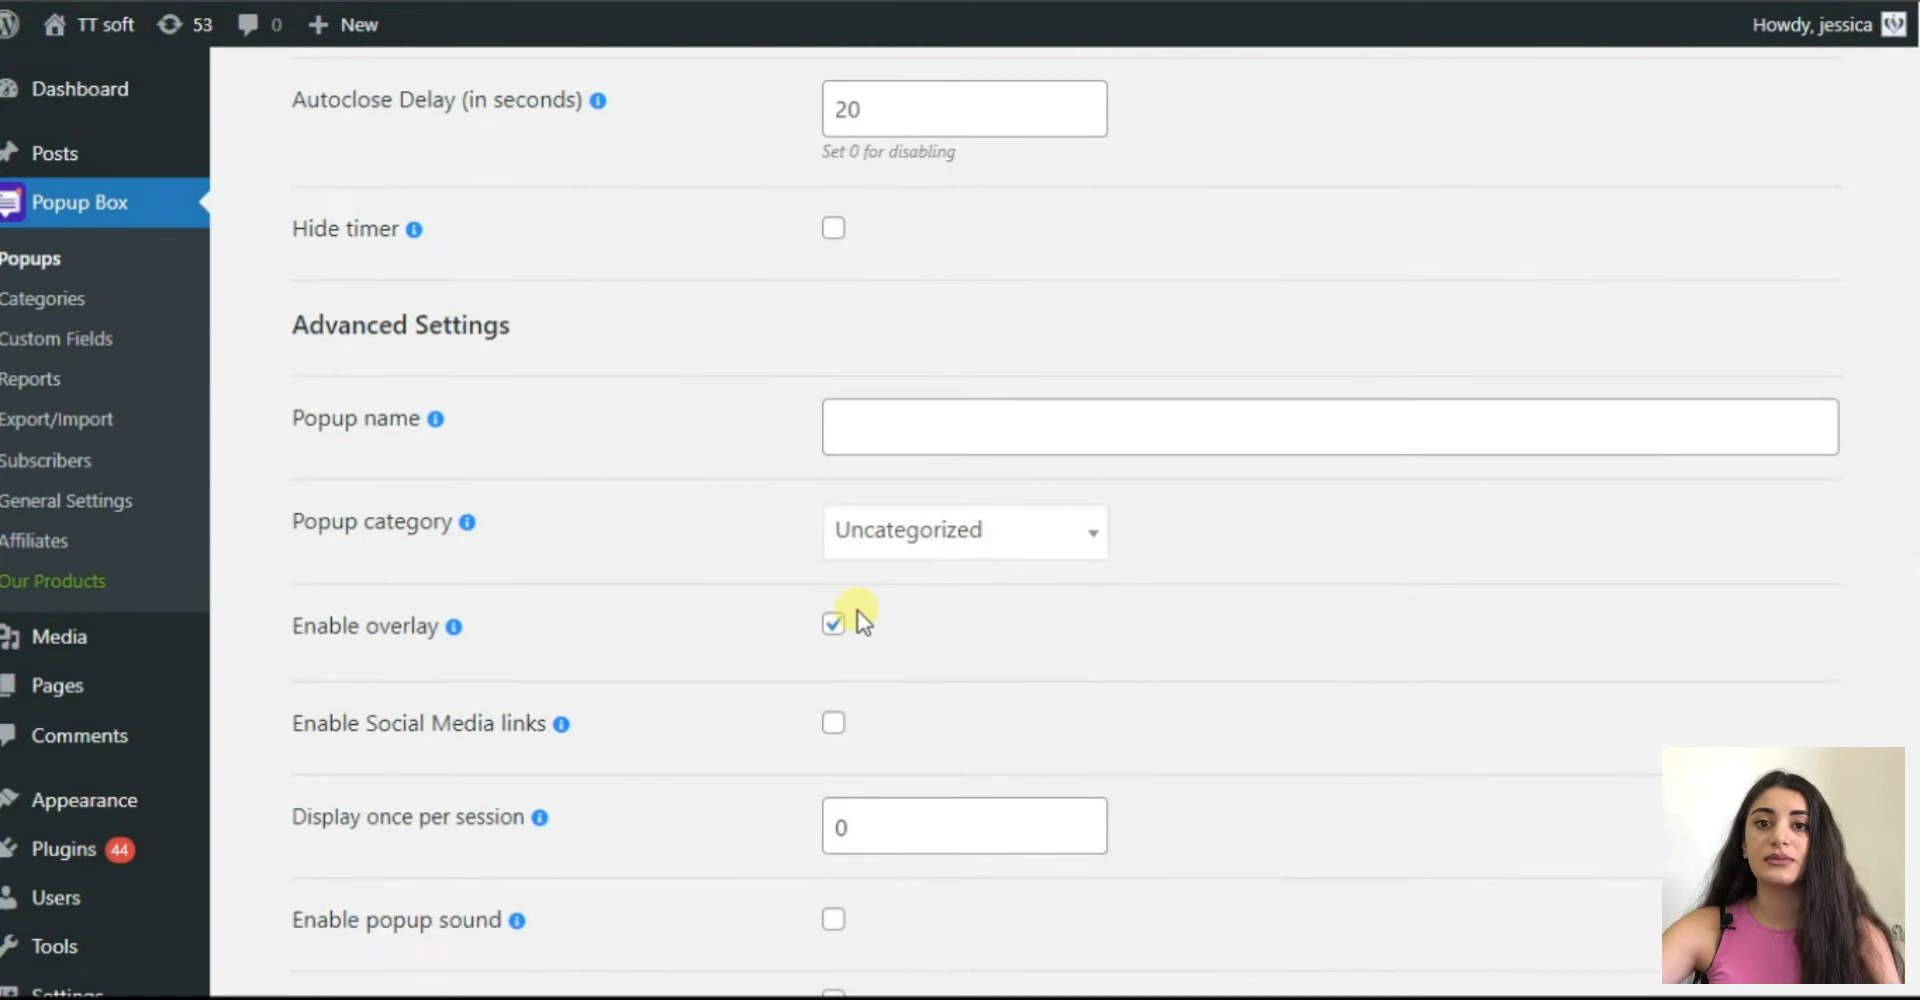 TT soft
53
0
New
Howdy, jessica
Dashboard
Posts
Popup Box
Popups
Categories
Custom Fields
Reports
Export/Import
Subscribers
General Settings
Affiliates
Our Products
Media
Pages
Comments
Appearance
Plugins 44
Users
Tools
Settings
Autoclose Delay (in seconds)
20
Set 0 for disabling
Hide timer
Advanced Settings
Popup name
Popup category
Uncategorized
Enable overlay
Enable Social Media links
Display once per session
0
Enable popup sound